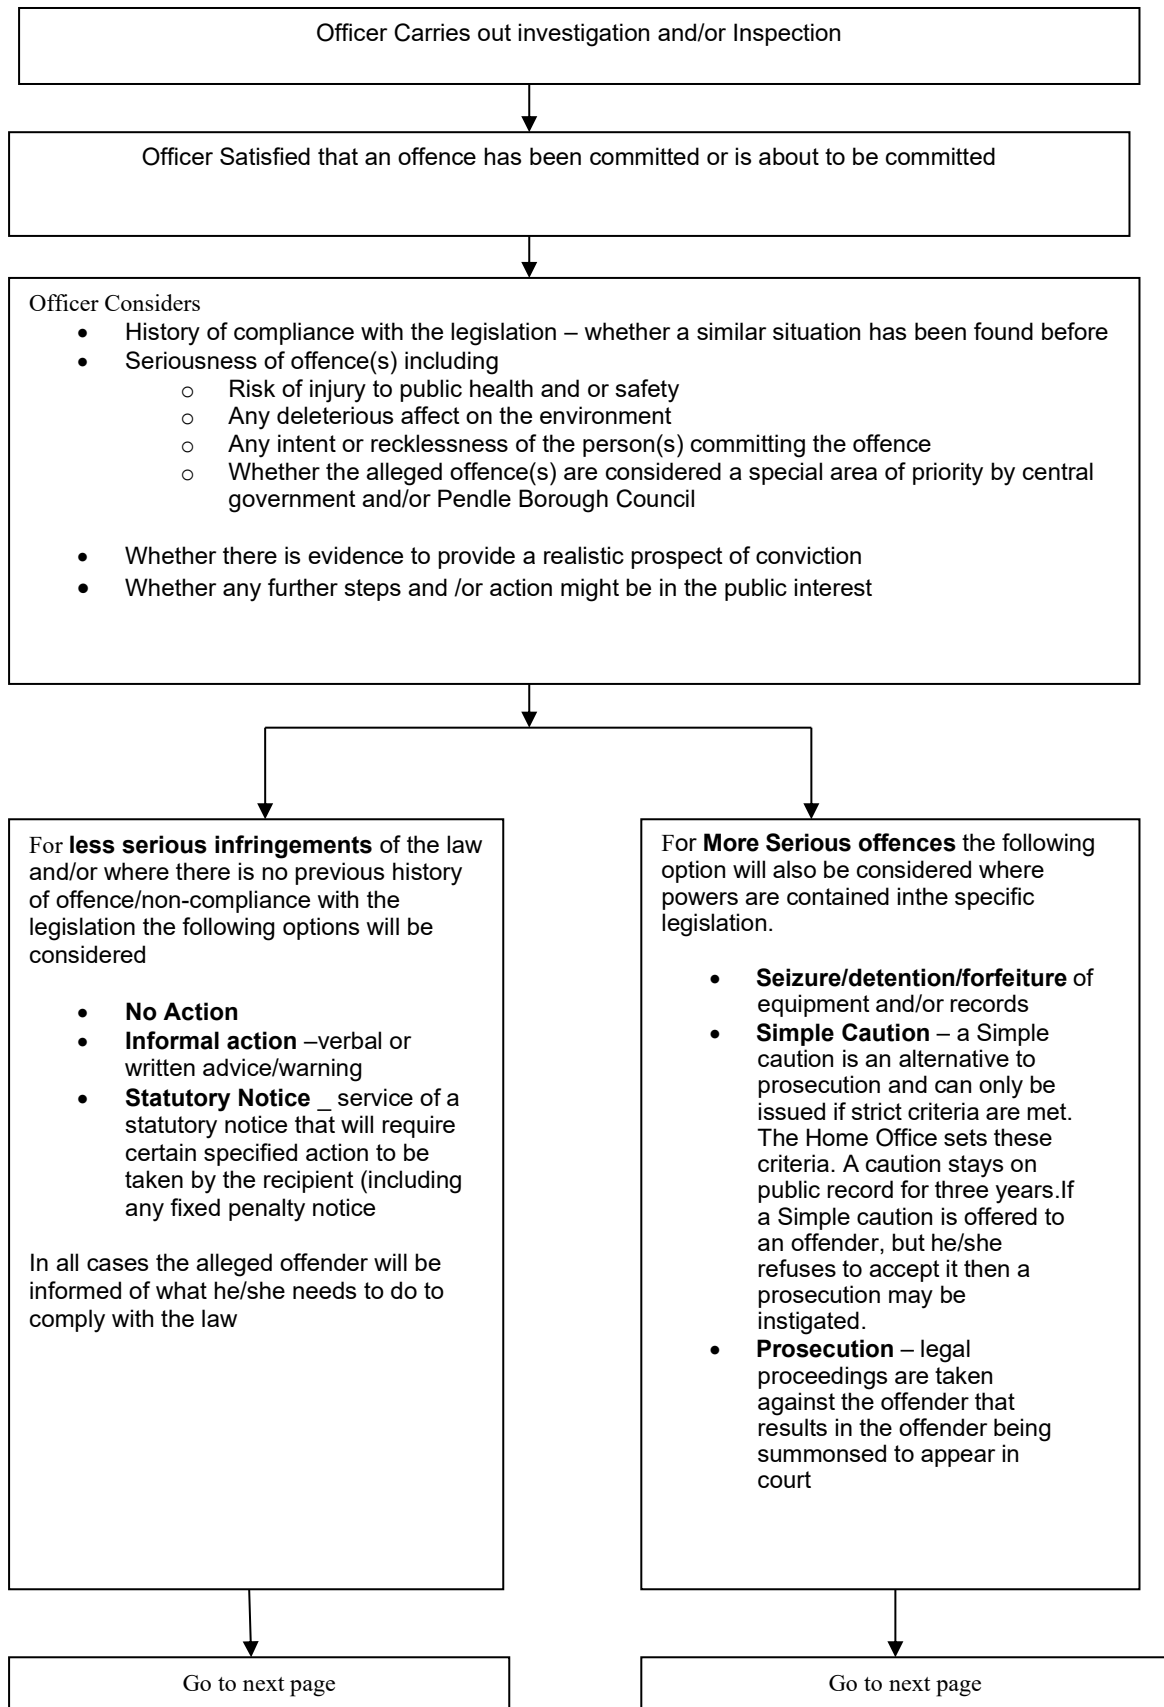 Officer Carries out investigation and/or Inspection
Officer Satisfied that an offence has been committed or is about to be committed
Officer Considers
• History of compliance with the legislation – whether a similar situation has been found before
• Seriousness of offence(s) including
o Risk of injury to public health and or safety
o Any deleterious affect on the environment
o Any intent or recklessness of the person(s) committing the offence
o Whether the alleged offence(s) are considered a special area of priority by central
government and/or Pendle Borough Council
• Whether there is evidence to provide a realistic prospect of conviction
• Whether any further steps and /or action might be in the public interest
For less serious infringements of the law
and/or where there is no previous history
of offence/non-compliance with the
legislation the following options will be
considered
• No Action
• Informal action –verbal or
written advice/warning
• Statutory Notice _ service of a
statutory notice that will require
certain specified action to be
taken by the recipient (including
any fixed penalty notice
In all cases the alleged offender will be
informed of what he/she needs to do to
comply with the law
For More Serious offences the following
option will also be considered where
powers are contained inthe specific
legislation.
• Seizure/detention/forfeiture of
equipment and/or records
• Simple Caution – a Simple
caution is an alternative to
prosecution and can only be
issued if strict criteria are met.
The Home Office sets these
criteria. A caution stays on
public record for three years.If
a Simple caution is offered to
an offender, but he/she
refuses to accept it then a
prosecution may be
instigated.
• Prosecution – legal
proceedings are taken
against the offender that
results in the offender being
summonsed to appear in
court
Go to next page
Go to next page